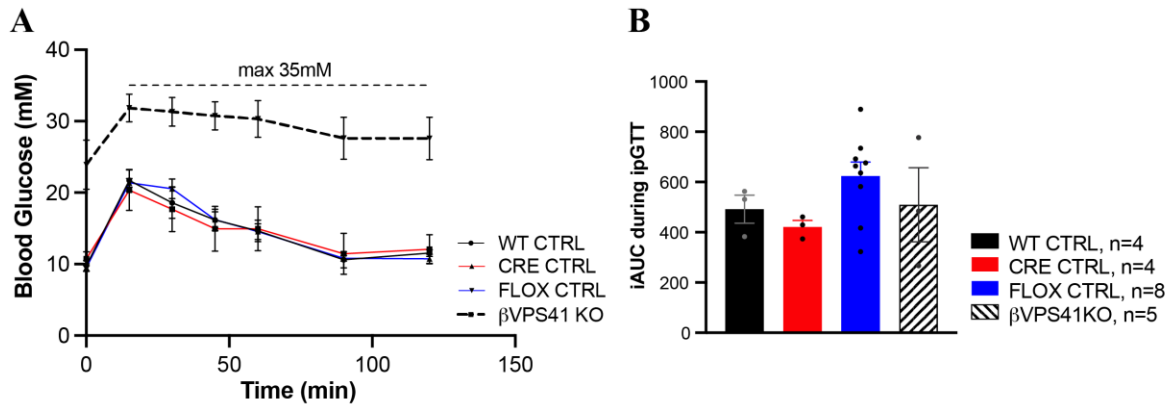 A
Blood Glucose (mM)
40
30
20
10
0
max 35mM
0
50
100
150
Time (min)
WT CTRL
CRE CTRL
FLOX CTRL
βVPS41 KO
B
iAUC during ipGTT
1000
800
600
400
200
0
WT CTRL, n=4
CRE CTRL, n=4
FLOX CTRL, n=8
βVPS41KO, n=5